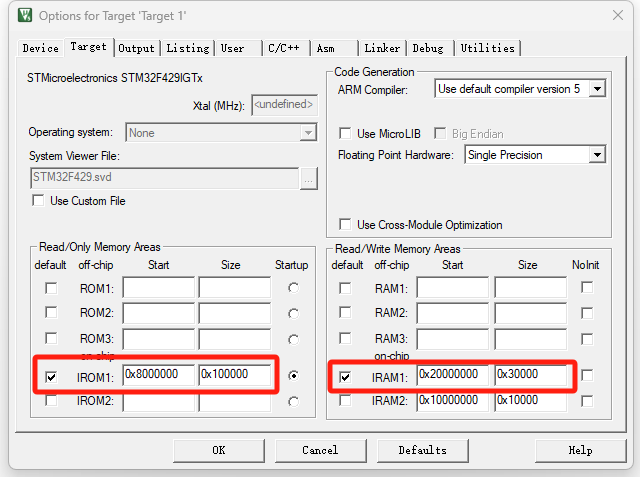 Options for Target 'Target 1'
Device Target Output Listing User C/C++ Asm Linker Debug Utilities
STMicroelectronics STM32F429IGTx
Xtal (MHz): <undefined>
Operating system: None
System Viewer File:
STM32F429.svd ...
Use Custom File
Code Generation
ARM Compiler: Use default compiler version 5
Use MicroLIB Big Endian
Floating Point Hardware: Single Precision
Use Cross-Module Optimization
Read/Only Memory Areas
default off-chip Start Size Startup
ROM1:
ROM2:
ROM3:
on-chip
IROM1: 0x8000000 0x100000
IROM2:
Read/Write Memory Areas
default off-chip Start Size NoInit
RAM1:
RAM2:
RAM3:
on-chip
IRAM1: 0x20000000 0x30000
IRAM2: 0x10000000 0x10000
OK Cancel Defaults Help